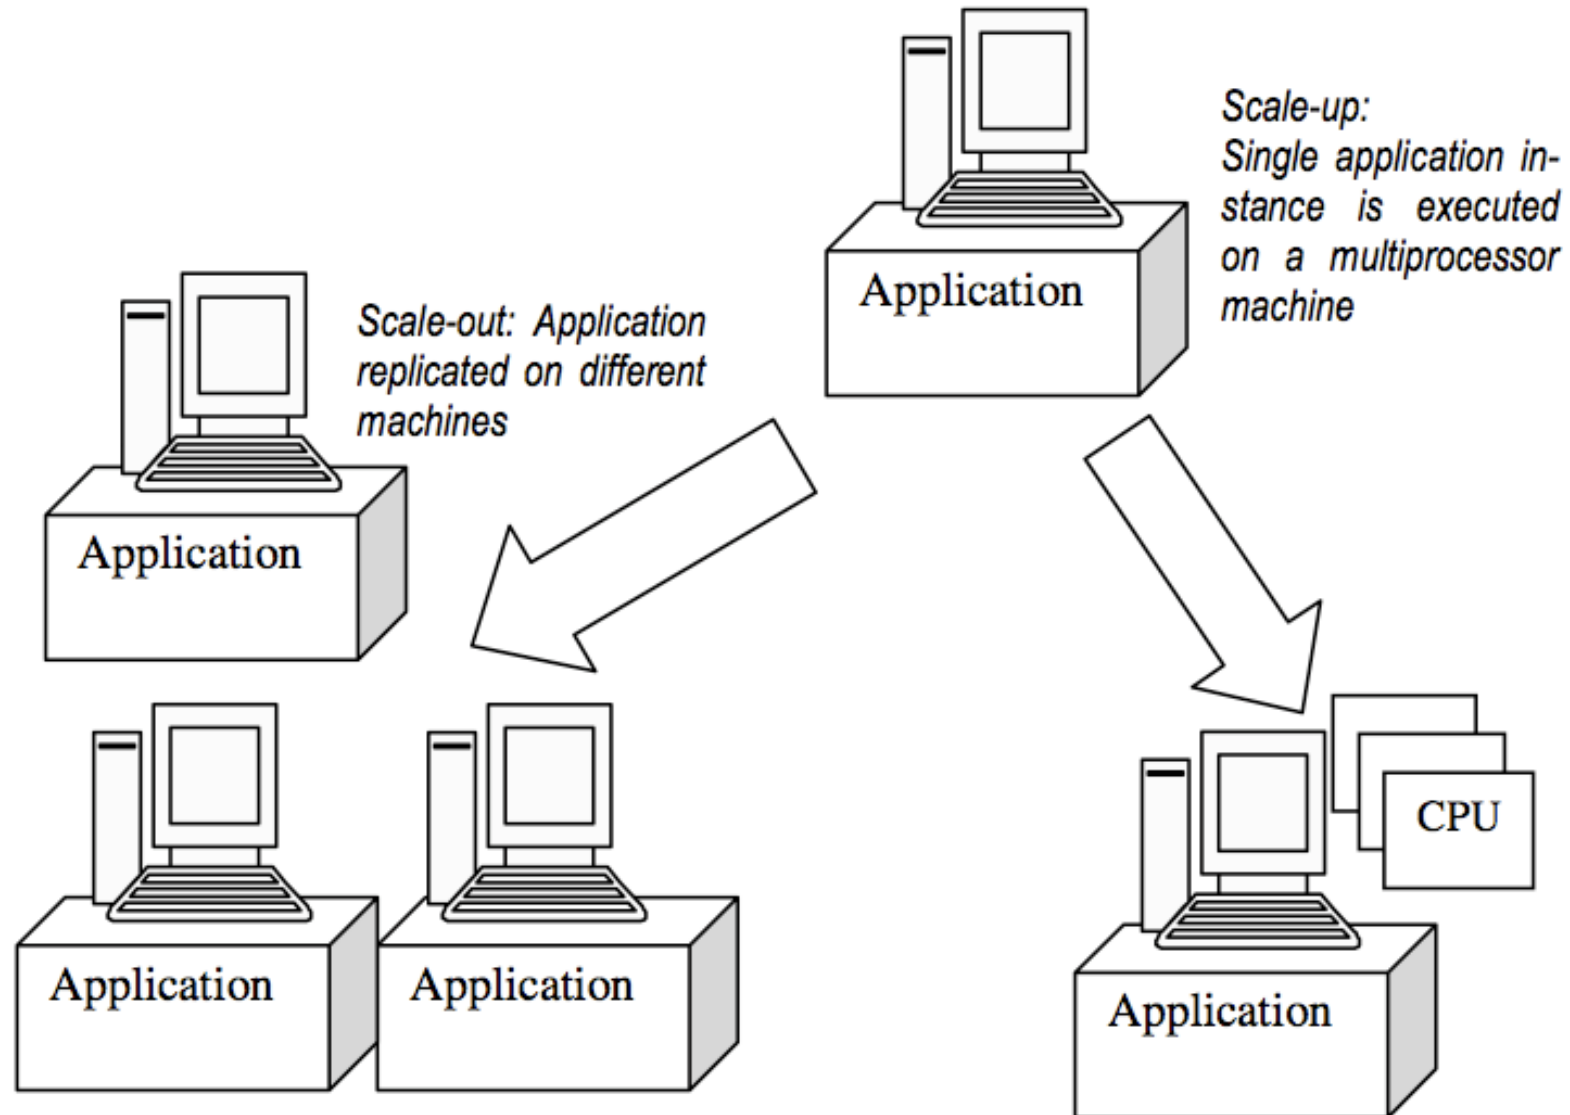 Scale-up:
Single application in-
stance is executed
on a multiprocessor
machine
Application
Scale-out: Application
replicated on different
machines
Application
Application
Application
CPU
Application